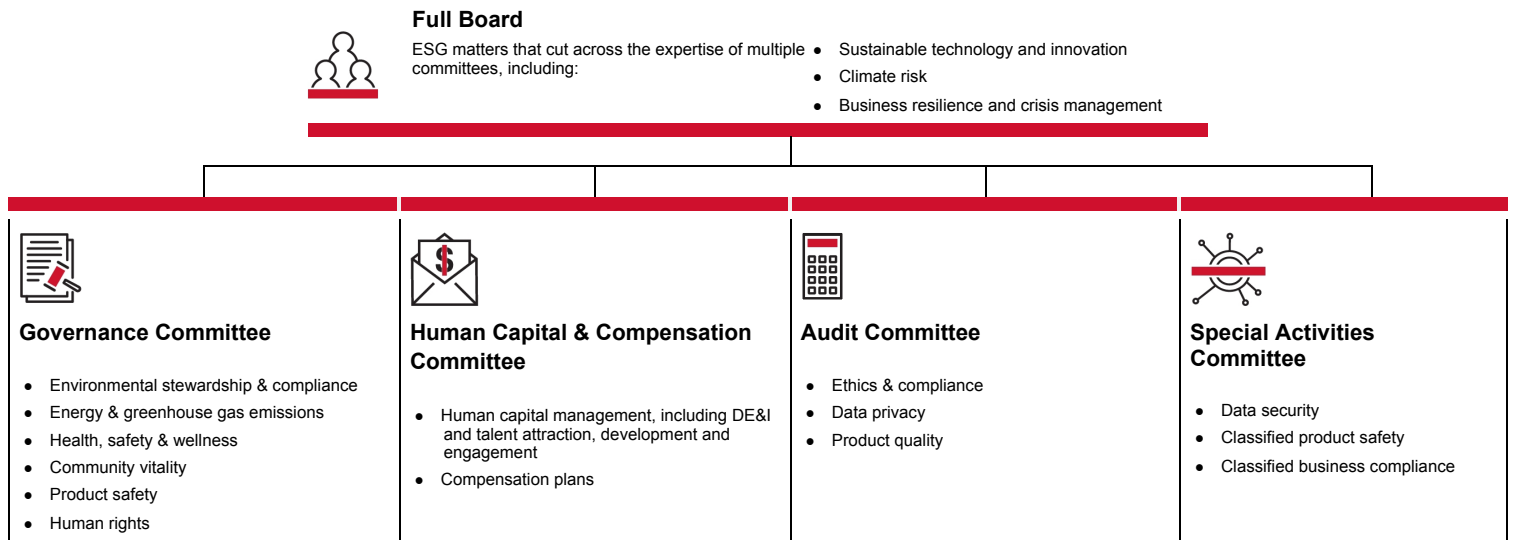 Full Board
ESG matters that cut across the expertise of multiple
committees, including:
● Sustainable technology and innovation
● Climate risk
● Business resilience and crisis management
$
Governance Committee
● Environmental stewardship & compliance
● Energy & greenhouse gas emissions
● Health, safety & wellness
● Community vitality
● Product safety
● Human rights
Human Capital & Compensation
Committee
● Human capital management, including DE&I
and talent attraction, development and
engagement
● Compensation plans
Audit Committee
● Ethics & compliance
● Data privacy
● Product quality
Special Activities
Committee
● Data security
● Classified product safety
● Classified business compliance